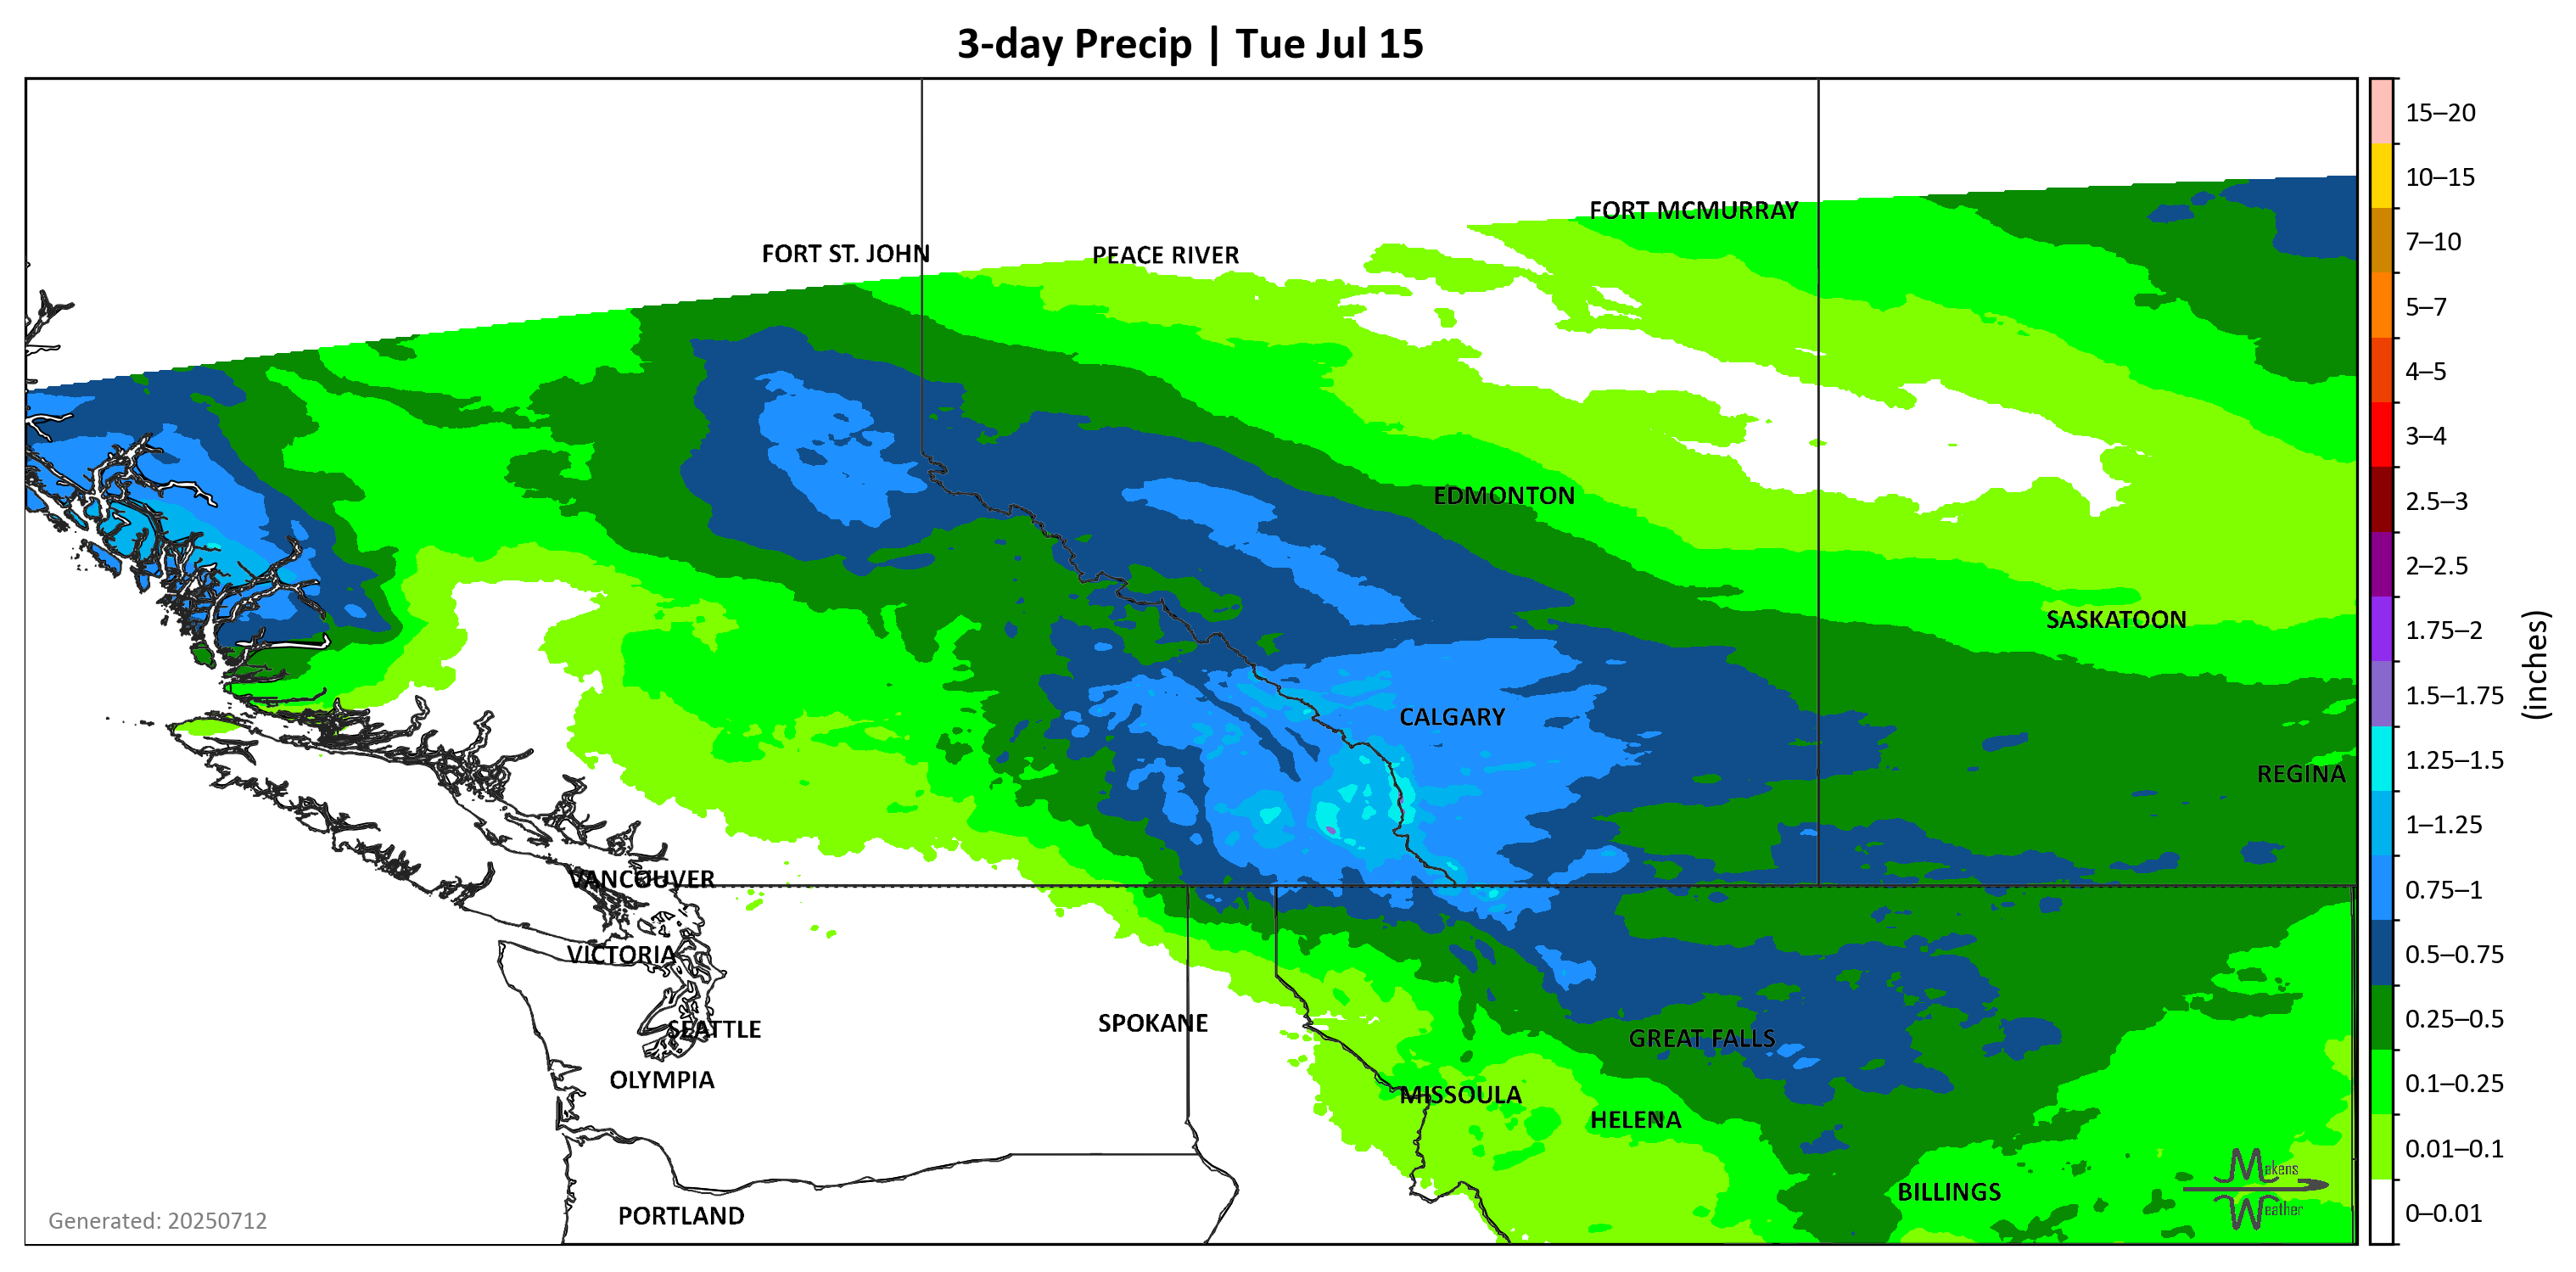 3-day Precip | Tue Jul 15
FORT MCMURRAY
FORT ST. JOHN
PEACE RIVER
EDMONTON
SASKATOON
CALGARY
REGINA
VANCOUVER
VICTORIA
SPOKANE
SEATTLE
GREAT FALLS
OLYMPIA
MISSOULA
HELENA
BILLINGS
PORTLAND
Generated: 20250712
Mekens
Weather
15–20
10–15
7–10
5–7
4–5
3–4
2.5–3
2–2.5
1.75–2
1.5–1.75
1.25–1.5
1–1.25
0.75–1
0.5–0.75
0.25–0.5
0.1–0.25
0.01–0.1
0–0.01
(inches)